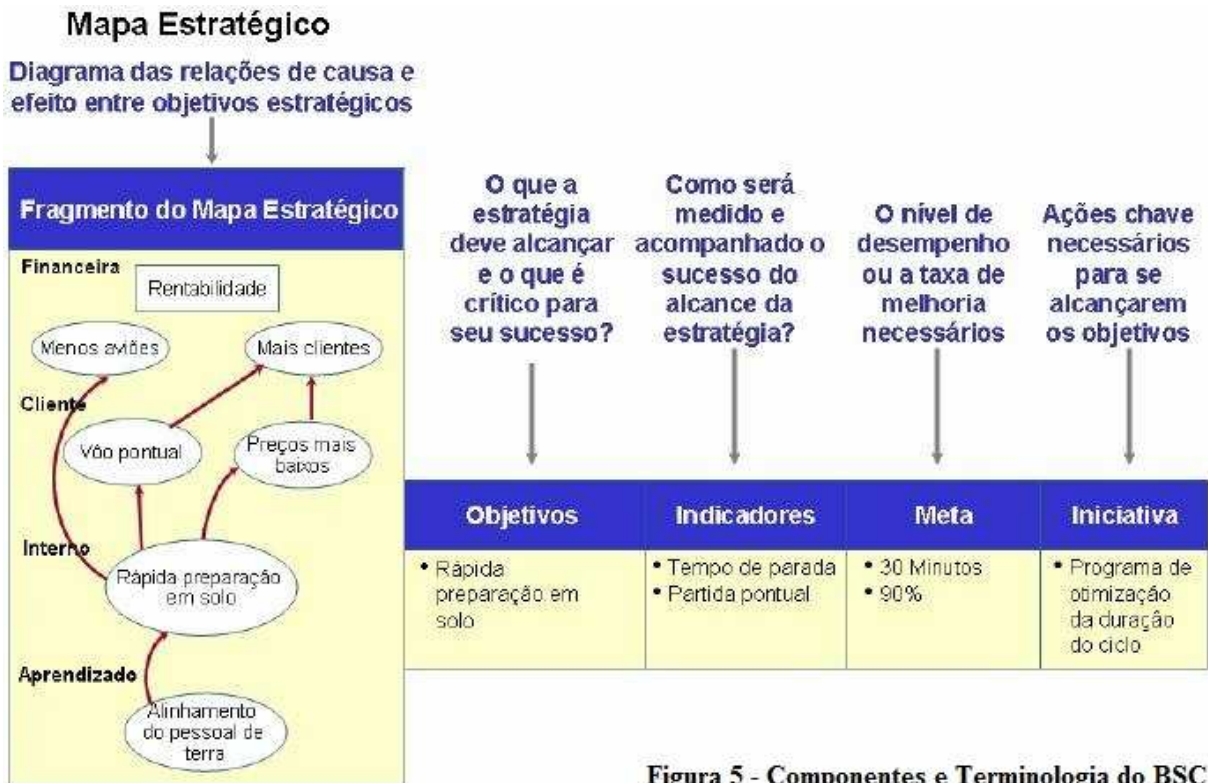 Mapa Estratégico
Diagrama das relações de causa e
efeito entre objetivos estratégicos
Fragmento do Mapa Estratégico
Financeira
Rentabilidade
Menos aviões
Mais clientes
Cliente
Vôo pontual
Preços mais
baixos
Interno
Rápida preparação
em solo
Aprendizado
Alinhamento
do pessoal de
terra
O que a
estratégia
deve alcançar
e o que é
crítico para
seu sucesso?
Como será
medido e
acompanhado o
sucesso do
alcance da
estratégia?
O nível de
desempenho
ou a taxa de
melhoria
necessários
Ações chave
necessários
para se
alcançarem
os objetivos
Objetivos
Indicadores
Meta
Iniciativa
• Rápida
preparação em
solo
• Tempo de parada
• Partida pontual
• 30 Minutos
• 90%
• Programa de
otimização
da duração
do ciclo
Figura 5 - Componentes e Terminologia do BSC